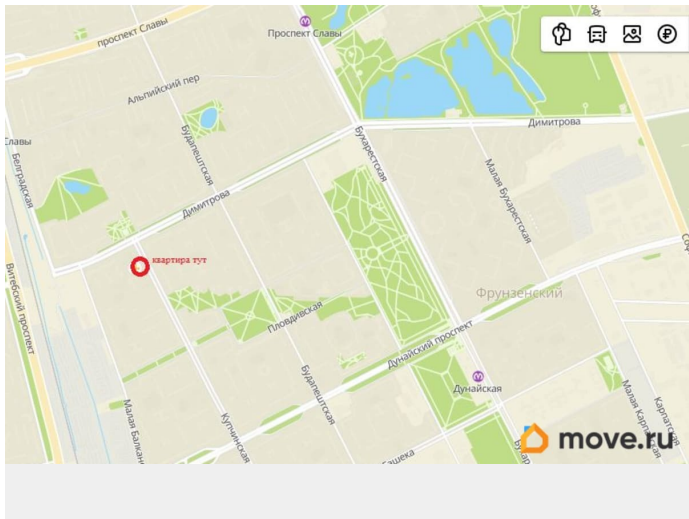 Проспект Славы
проспект Славы
Альпийский пер
Будапештская
Бухарестская
Димитрова
Славы
Белградская
Малая Бухарестская
Димитрова
квартира тут
Витебский проспект
Фрунзенский
Пловдивская
Дунайский проспект
Дунайская
Будапештская
Купчинская
Малая Балкан
Малая Карпатская
Карпатская
move.ru